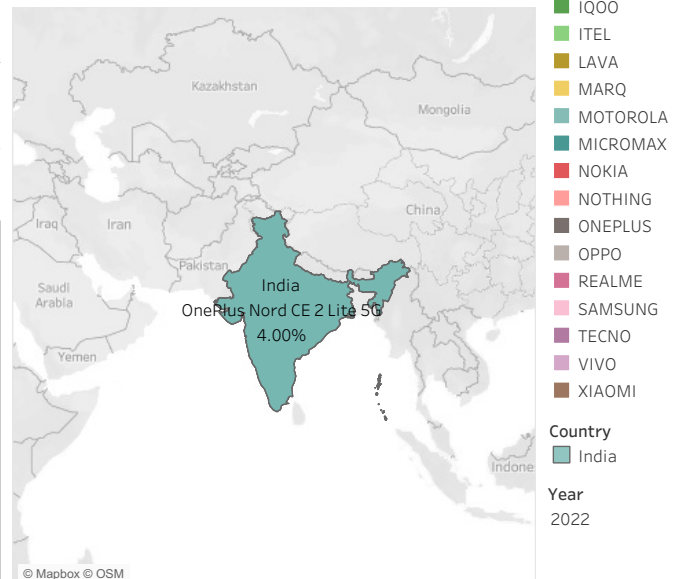 Kazakhstan
Mongolia
China
Iraq
Iran
Pakistan
Saudi
Arabia
Yemen
India
OnePlus Nord CE 2 Lite 5G
4.00%
Indone
© Mapbox © OSM
IQOO
ITEL
LAVA
MARQ
MOTOROLA
MICROMAX
NOKIA
NOTHING
ONEPLUS
OPPO
REALME
SAMSUNG
TECNO
VIVO
XIAOMI
Country
India
Year
2022